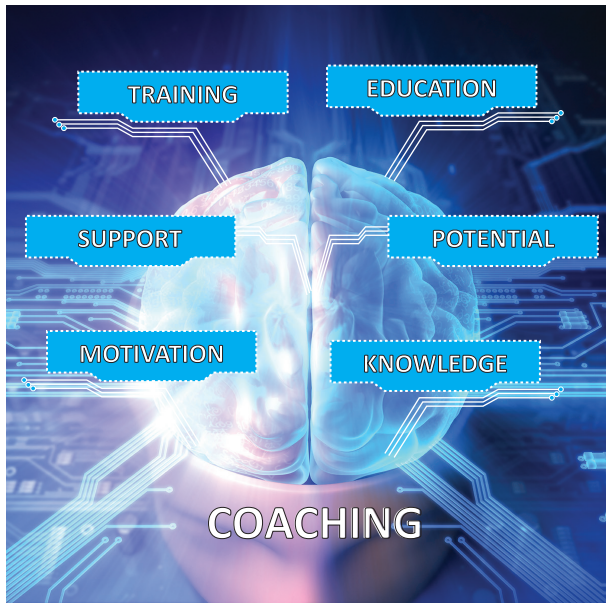 TRAINING
EDUCATION
SUPPORT
POTENTIAL
MOTIVATION
KNOWLEDGE
COACHING